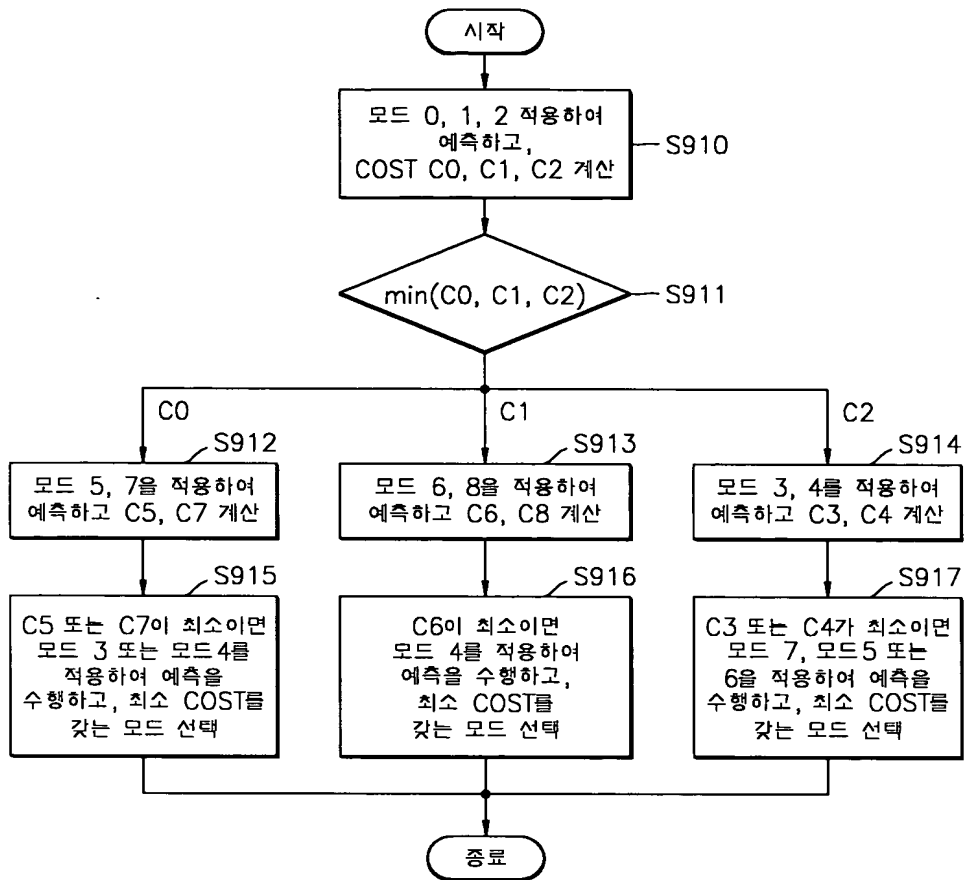 시작
모드 0, 1, 2 적용하여
예측하고,
COST C0, C1, C2 계산
S910
min(C0, C1, C2)
S911
C0
C1
C2
S912
모드 5, 7을 적용하여
예측하고 C5, C7 계산
S913
모드 6, 8을 적용하여
예측하고 C6, C8 계산
S914
모드 3, 4를 적용하여
예측하고 C3, C4 계산
S915
C5 또는 C7이 최소이면
모드 3 또는 모드4를
적용하여 예측을
수행하고, 최소 COST를
갖는 모드 선택
S916
C6이 최소이면
모드 4를 적용하여
예측을 수행하고,
최소 COST를
갖는 모드 선택
S917
C3 또는 C4가 최소이면
모드 7, 모드5 또는
6을 적용하여 예측을
수행하고, 최소 COST를
갖는 모드 선택
종료